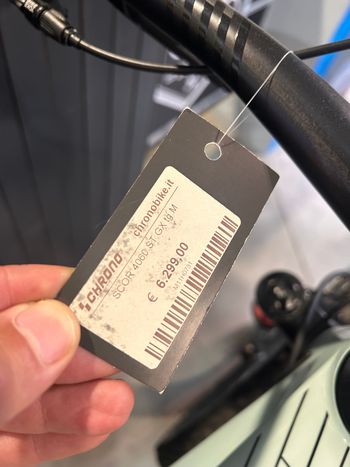 CHRONO
chronobike.it
SCOR 4060 ST GX tg M
€ 6.299,00